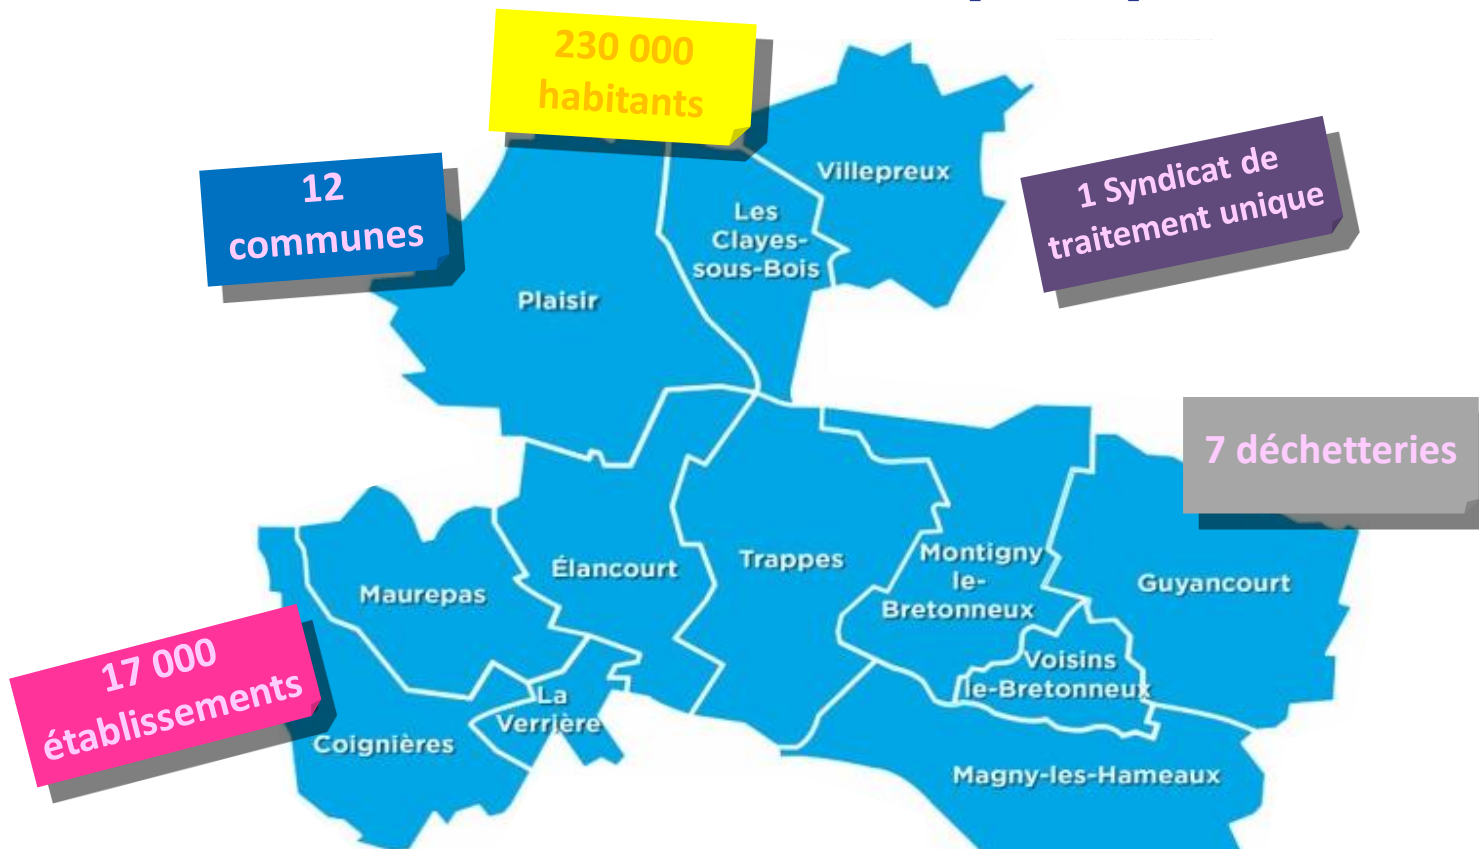 230 000
habitants
12
communes
1 Syndicat de
traitement unique
Villepreux
Les
Clayes-
sous-Bois
Plaisir
7 déchetteries
Élancourt
Trappes
Montigny
le-
Bretonneux
Guyancourt
Maurepas
17 000
établissements
Voisins
le-Bretonneux
La
Verrière
Coignières
Magny-les-Hameaux